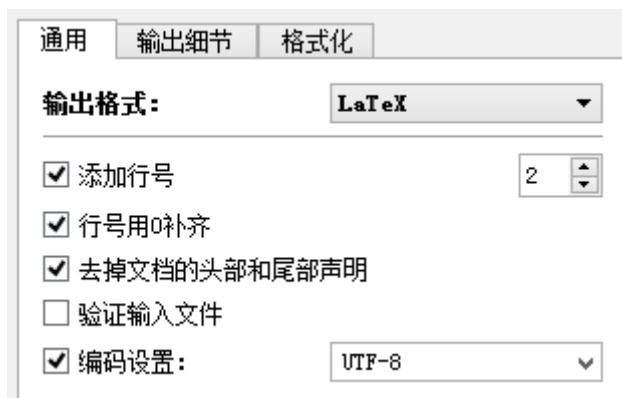 通用 输出细节 格式化
输出格式: LaTeX
添加行号 2
行号用0补齐
去掉文档的头部和尾部声明
验证输入文件
编码设置: UTF-8